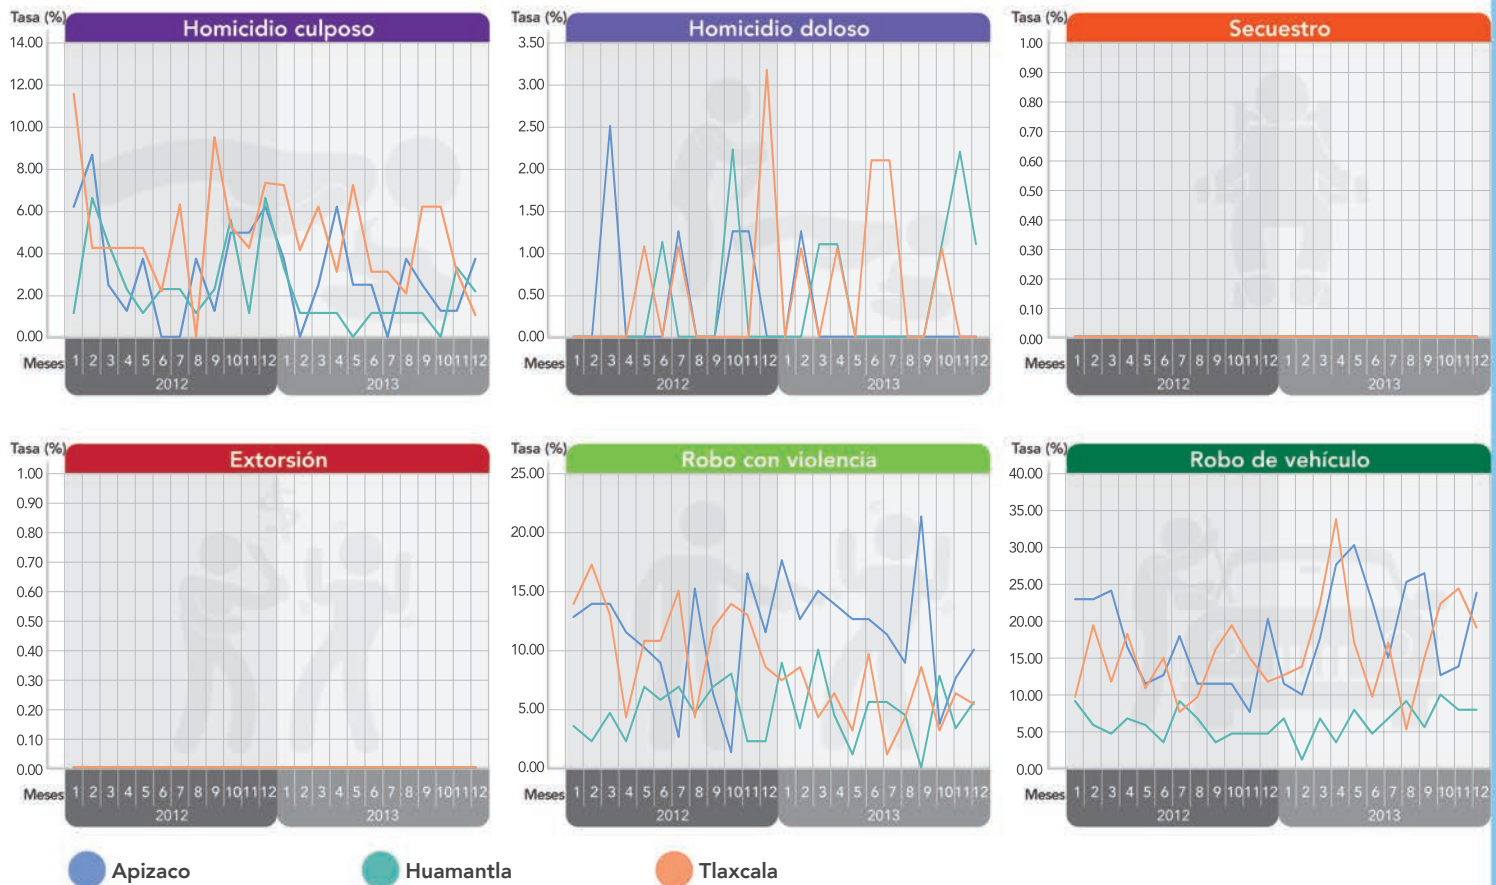 Tasa (%)
Homicidio culposo
14.00
12.00
10.00
8.00
6.00
4.00
2.00
0.00
Meses
1 2 3 4 5 6 7 8 9 10 11 12 1 2 3 4 5 6 7 8 9 10 11 12
2012 2013
Tasa (%)
Homicidio doloso
3.50
3.00
2.50
2.00
1.50
1.00
0.50
0.00
Meses
1 2 3 4 5 6 7 8 9 10 11 12 1 2 3 4 5 6 7 8 9 10 11 12
2012 2013
Tasa (%)
Secuestro
1.00
0.90
0.80
0.70
0.60
0.50
0.40
0.30
0.20
0.10
0.00
Meses
1 2 3 4 5 6 7 8 9 10 11 12 1 2 3 4 5 6 7 8 9 10 11 12
2012 2013
Tasa (%)
Extorsión
1.00
0.90
0.80
0.70
0.60
0.50
0.40
0.30
0.20
0.10
0.00
Meses
1 2 3 4 5 6 7 8 9 10 11 12 1 2 3 4 5 6 7 8 9 10 11 12
2012 2013
Tasa (%)
Robo con violencia
25.00
20.00
15.00
10.00
5.00
0.00
Meses
1 2 3 4 5 6 7 8 9 10 11 12 1 2 3 4 5 6 7 8 9 10 11 12
2012 2013
Tasa (%)
Robo de vehículo
40.00
35.00
30.00
25.00
20.00
15.00
10.00
5.00
0.00
Meses
1 2 3 4 5 6 7 8 9 10 11 12 1 2 3 4 5 6 7 8 9 10 11 12
2012 2013
Apizaco Huamantla Tlaxcala